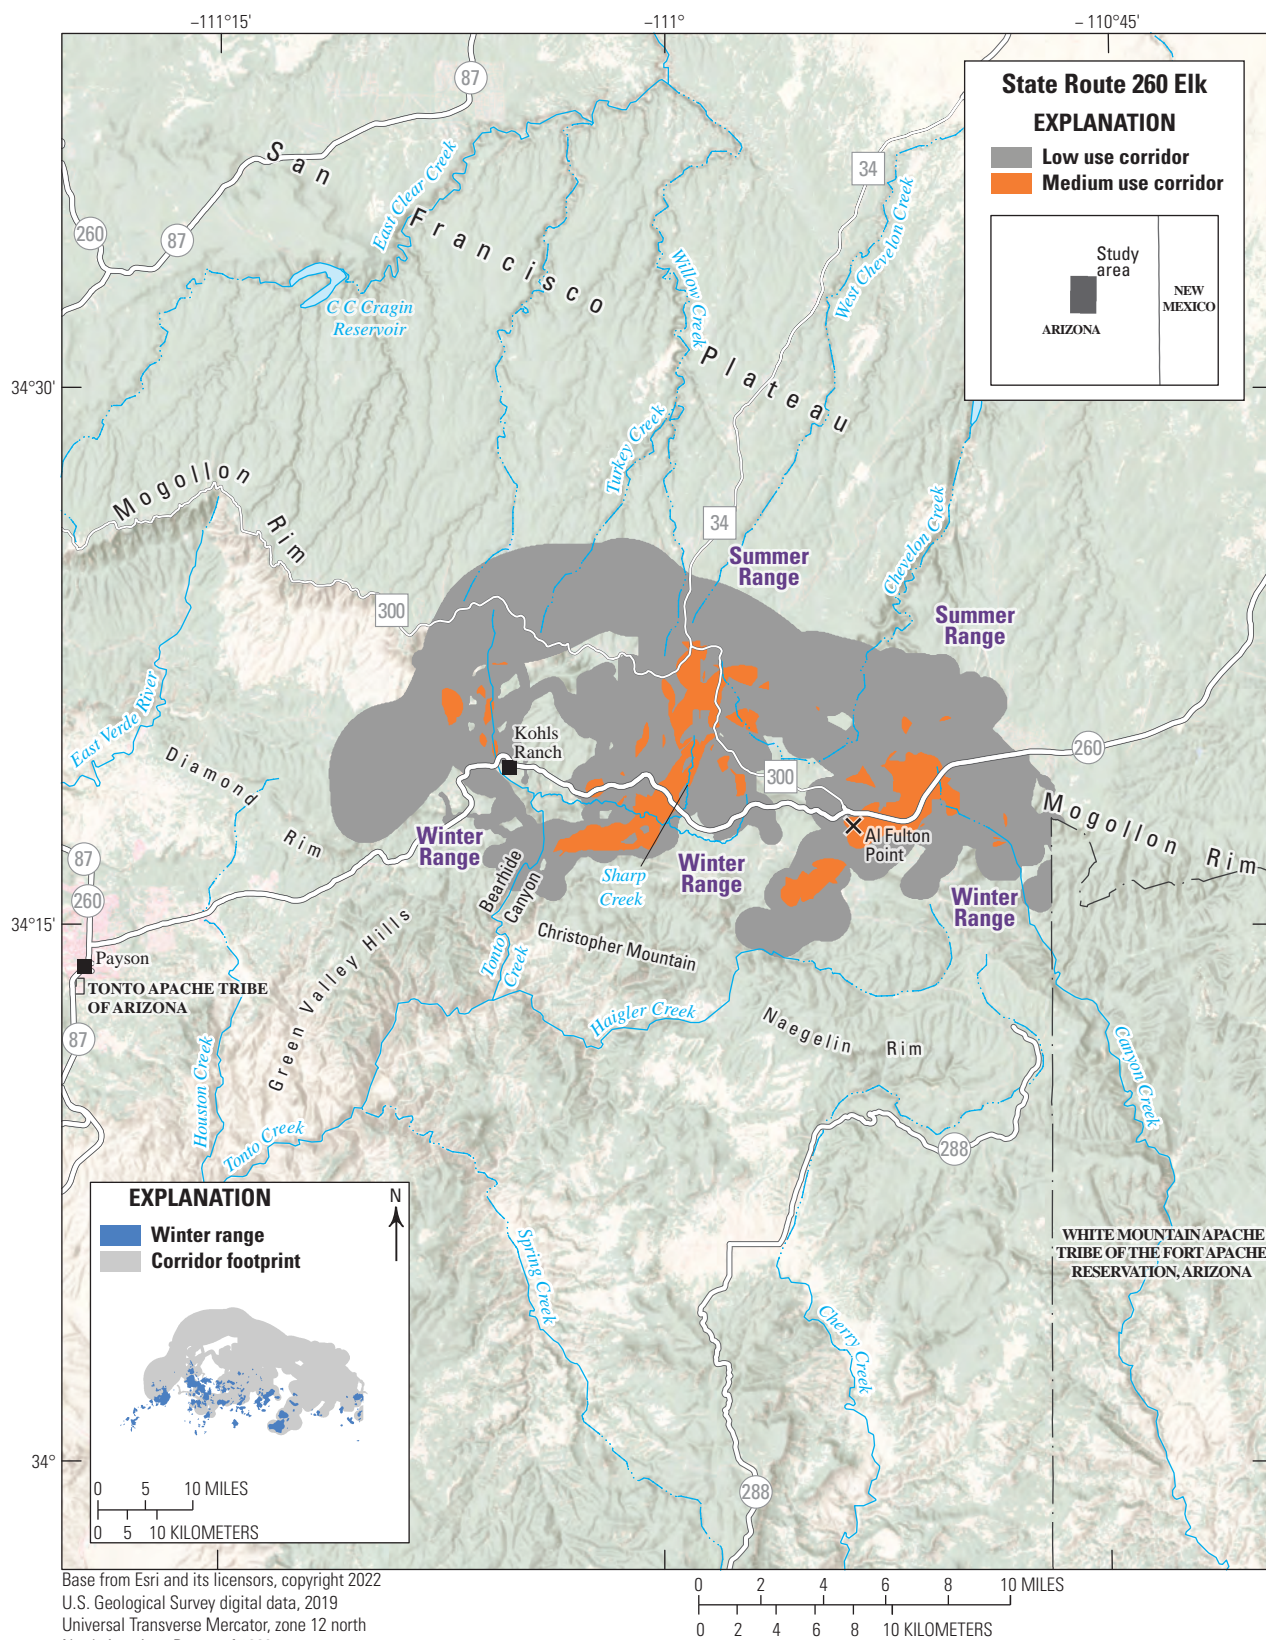 −111°15'
−111°
−110°45'
87
State Route 260 Elk
EXPLANATION
Low use corridor
Medium use corridor
Study
area
NEW
MEXICO
ARIZONA
San
Francisco
Plateau
East Clear Creek
34
260
87
C C Cragin
Reservoir
Willow Creek
West Chevelon Creek
34°30'
Turkey Creek
Mogollon
Rim
34
Chevelon Creek
Summer
Range
300
Summer
Range
East Verde River
Diamond
Rim
Kohls
Ranch
260
300
Mogollon Rim
Al Fulton
Point
Winter
Range
Winter
Range
Winter
Range
87
260
Bearhide
Canyon
Sharp
Creek
34°15'
Christopher Mountain
Tonto
Creek
Payson
TONTO APACHE TRIBE
OF ARIZONA
Green Valley Hills
Haigler Creek
Naegelin Rim
87
Houston Creek
Tonto Creek
Canyon
Creek
288
EXPLANATION
N
Winter range
Corridor footprint
WHITE MOUNTAIN APACHE
TRIBE OF THE FORT APACHE
RESERVATION, ARIZONA
Spring Creek
Cherry Creek
34°
0 5 10 MILES
0 5 10 KILOMETERS
288
Base from Esri and its licensors, copyright 2022
U.S. Geological Survey digital data, 2019
Universal Transverse Mercator, zone 12 north
0 2 4 6 8 10 MILES
0 2 4 6 8 10 KILOMETERS